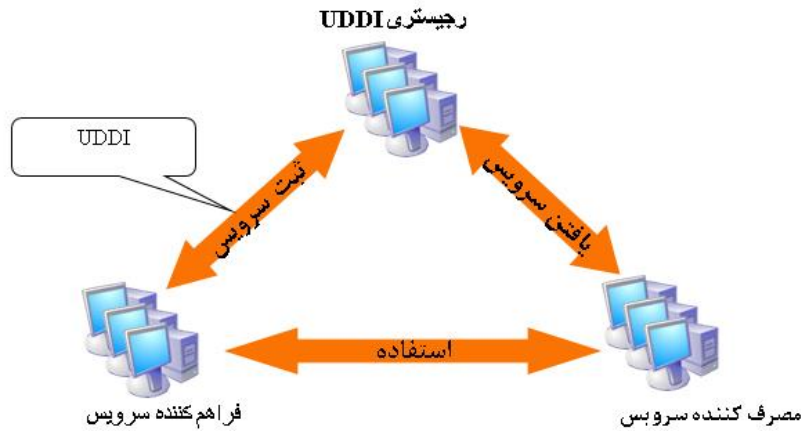 رجیستری UDDI
UDDI
ثبت سرویس
یافتن سرویس
استفاده
فراهم‌کننده سرویس
مصرف کننده سرویس